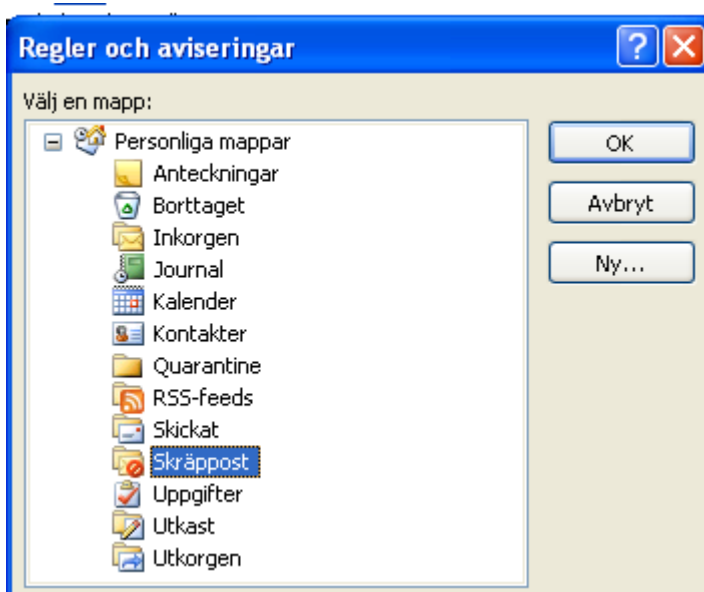 Regler och aviseringar
Välj en mapp:
Personliga mappar
Anteckningar
Borttaget
Inkorgen
Journal
Kalender
Kontakter
Quarantine
RSS-feeds
Skickat
Skräppost
Uppgifter
Utkast
Utkorgen
OK
Avbryt
Ny...